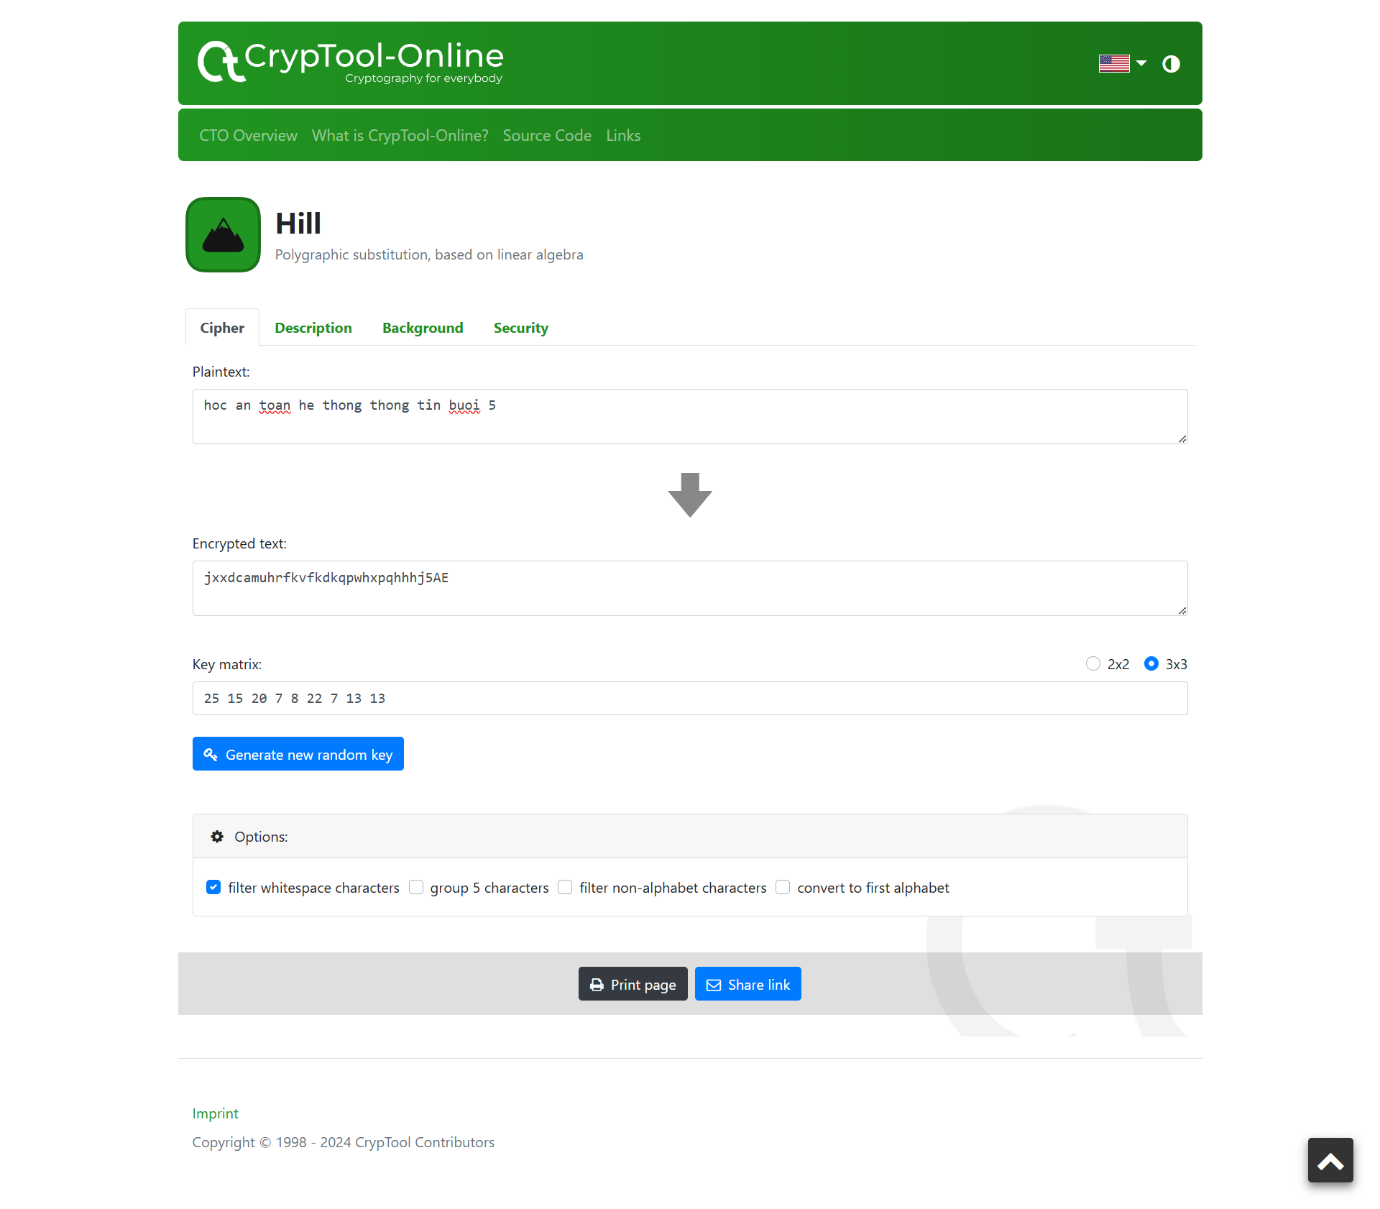 CrypTool-Online
Cryptography for everybody
CTO Overview What is CrypTool-Online? Source Code Links
Hill
Polygraphic substitution, based on linear algebra
Cipher Description Background Security
Plaintext:
hoc an toan he thong thong tin buoi 5
Encrypted text:
jxxdcamuhrfkvfkdkqpwhxpqhhhj5AE
Key matrix: 2x2 3x3
25 15 20 7 8 22 7 13 13
Generate new random key
Options:
filter whitespace characters group 5 characters filter non-alphabet characters convert to first alphabet
Print page Share link
Imprint
Copyright © 1998 - 2024 CrypTool Contributors